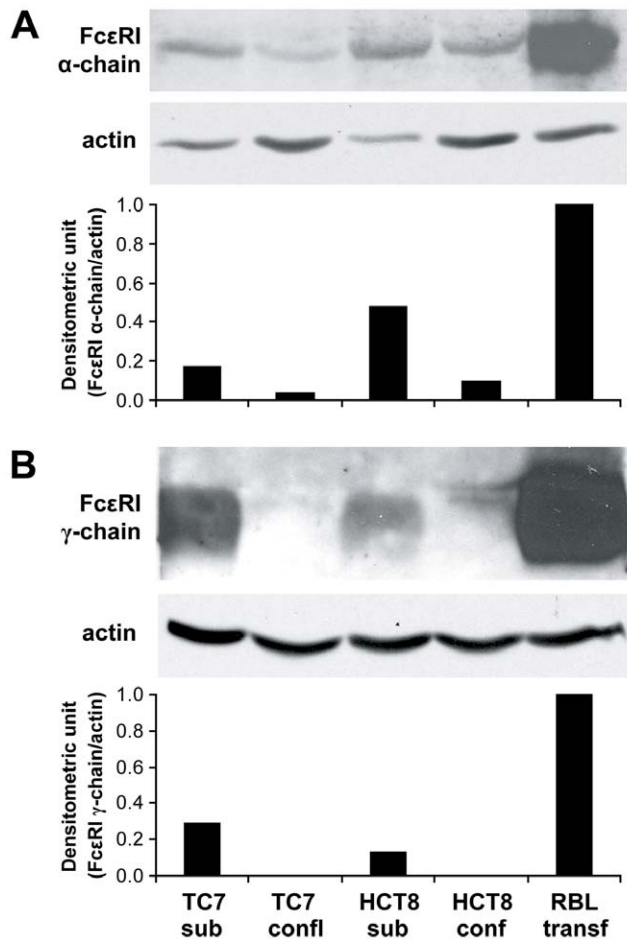 A
FcεRI
α-chain
actin
Densitometric unit
(FcεRI α-chain/actin)
1.0
0.8
0.6
0.4
0.2
0.0
B
FcεRI
γ-chain
actin
Densitometric unit
(FcεRI γ-chain/actin)
1.0
0.8
0.6
0.4
0.2
0.0
TC7 TC7 HCT8 HCT8 RBL
sub confl sub conf transf